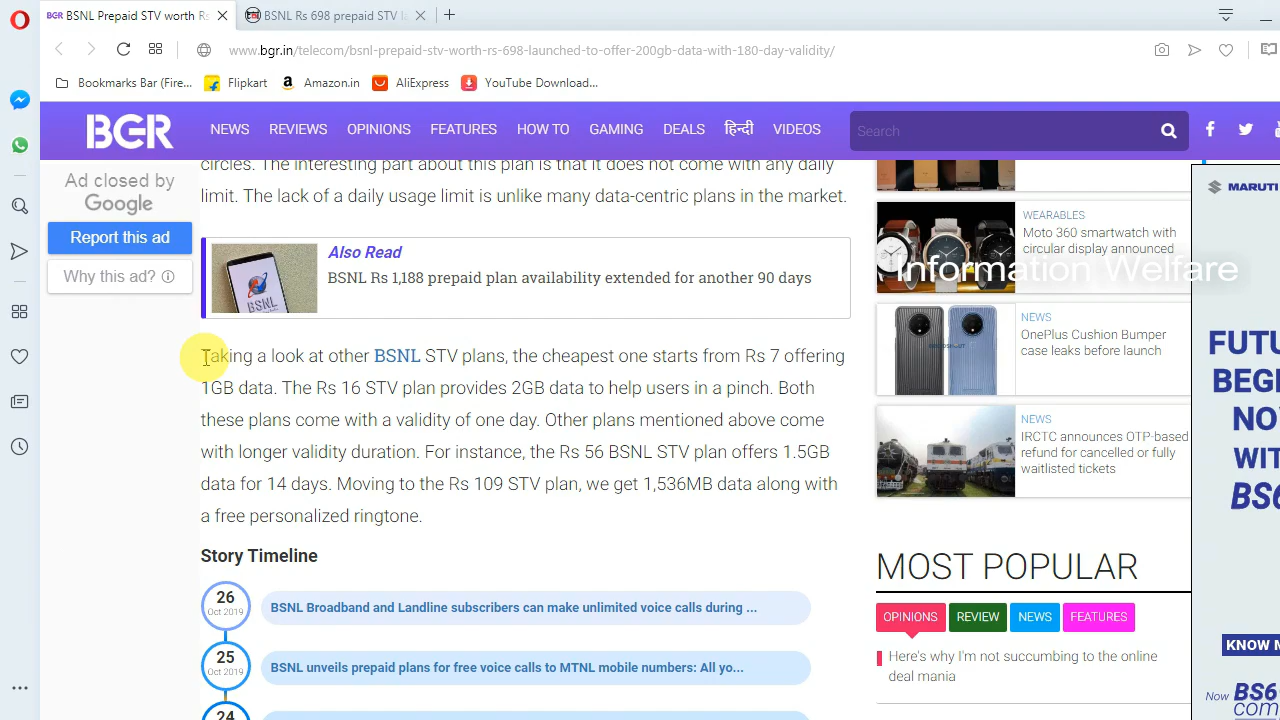 BGR BSNL Prepaid STV worth Rs
BSNL Rs 698 prepaid STV
www.bgr.in/telecom/bsnl-prepaid-stv-worth-rs-698-launched-to-offer-200gb-data-with-180-day-validity/
Bookmarks Bar (Fire...
Flipkart
Amazon.in
AliExpress
YouTube Download...
BGR
NEWS
REVIEWS
OPINIONS
FEATURES
HOW TO
GAMING
DEALS
हिन्दी
VIDEOS
Search
Ad closed by
Google
Report this ad
Why this ad?
circles. The interesting part about this plan is that it does not come with any daily
limit. The lack of a daily usage limit is unlike many data-centric plans in the market.
Also Read
BSNL Rs 1,188 prepaid plan availability extended for another 90 days
BSNL
Taking a look at other BSNL STV plans, the cheapest one starts from Rs 7 offering
1GB data. The Rs 16 STV plan provides 2GB data to help users in a pinch. Both
these plans come with a validity of one day. Other plans mentioned above come
with longer validity duration. For instance, the Rs 56 BSNL STV plan offers 1.5GB
data for 14 days. Moving to the Rs 109 STV plan, we get 1,536MB data along with
a free personalized ringtone.
Story Timeline
26
Oct 2019
BSNL Broadband and Landline subscribers can make unlimited voice calls during ...
25
Oct 2019
BSNL unveils prepaid plans for free voice calls to MTNL mobile numbers: All yo...
24
WEARABLES
Moto 360 smartwatch with
circular display announced
Information Welfare
NEWS
OnePlus Cushion Bumper
case leaks before launch
NEWS
IRCTC announces OTP-based
refund for cancelled or fully
waitlisted tickets
MOST POPULAR
OPINIONS
REVIEW
NEWS
FEATURES
Here's why I'm not succumbing to the online
deal mania
MARUTI
FUTU
BEGI
NO
WIT
BS6
KNOW M
Now BS6
com